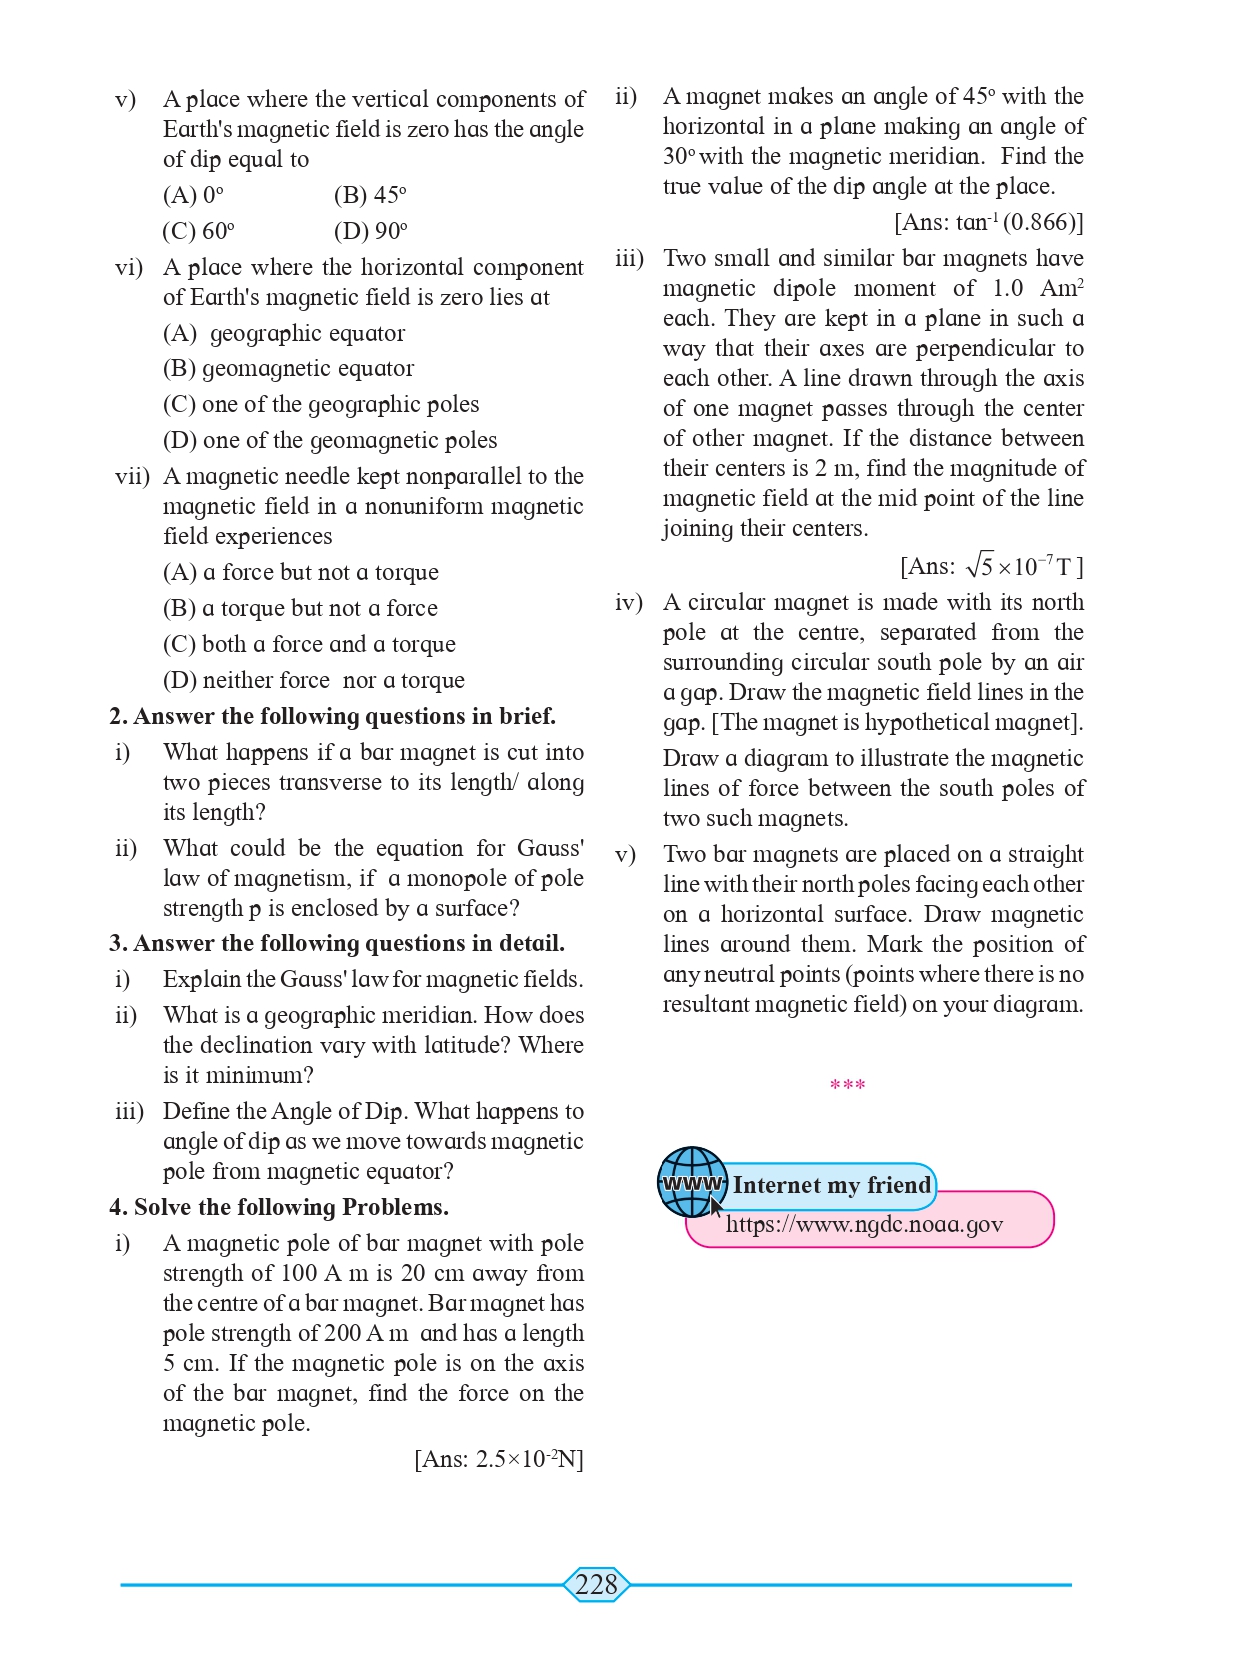 v) A place where the vertical components of
Earth's magnetic field is zero has the angle
of dip equal to
(A) 0º (B) 45º
(C) 60º (D) 90º
vi) A place where the horizontal component
of Earth's magnetic field is zero lies at
(A) geographic equator
(B) geomagnetic equator
(C) one of the geographic poles
(D) one of the geomagnetic poles
vii) A magnetic needle kept nonparallel to the
magnetic field in a nonuniform magnetic
field experiences
(A) a force but not a torque
(B) a torque but not a force
(C) both a force and a torque
(D) neither force nor a torque
2. Answer the following questions in brief.
i) What happens if a bar magnet is cut into
two pieces transverse to its length/ along
its length?
ii) What could be the equation for Gauss'
law of magnetism, if a monopole of pole
strength p is enclosed by a surface?
3. Answer the following questions in detail.
i) Explain the Gauss' law for magnetic fields.
ii) What is a geographic meridian. How does
the declination vary with latitude? Where
is it minimum?
iii) Define the Angle of Dip. What happens to
angle of dip as we move towards magnetic
pole from magnetic equator?
4. Solve the following Problems.
i) A magnetic pole of bar magnet with pole
strength of 100 A m is 20 cm away from
the centre of a bar magnet. Bar magnet has
pole strength of 200 A m and has a length
5 cm. If the magnetic pole is on the axis
of the bar magnet, find the force on the
magnetic pole.
[Ans: 2.5×10⁻²N]
ii) A magnet makes an angle of 45º with the
horizontal in a plane making an angle of
30º with the magnetic meridian. Find the
true value of the dip angle at the place.
[Ans: tan⁻¹ (0.866)]
iii) Two small and similar bar magnets have
magnetic dipole moment of 1.0 Am²
each. They are kept in a plane in such a
way that their axes are perpendicular to
each other. A line drawn through the axis
of one magnet passes through the center
of other magnet. If the distance between
their centers is 2 m, find the magnitude of
magnetic field at the mid point of the line
joining their centers.
[Ans: √5 ×10⁻⁷ T ]
iv) A circular magnet is made with its north
pole at the centre, separated from the
surrounding circular south pole by an air
a gap. Draw the magnetic field lines in the
gap. [The magnet is hypothetical magnet].
Draw a diagram to illustrate the magnetic
lines of force between the south poles of
two such magnets.
v) Two bar magnets are placed on a straight
line with their north poles facing each other
on a horizontal surface. Draw magnetic
lines around them. Mark the position of
any neutral points (points where there is no
resultant magnetic field) on your diagram.
***
www Internet my friend
https://www.ngdc.noaa.gov
228